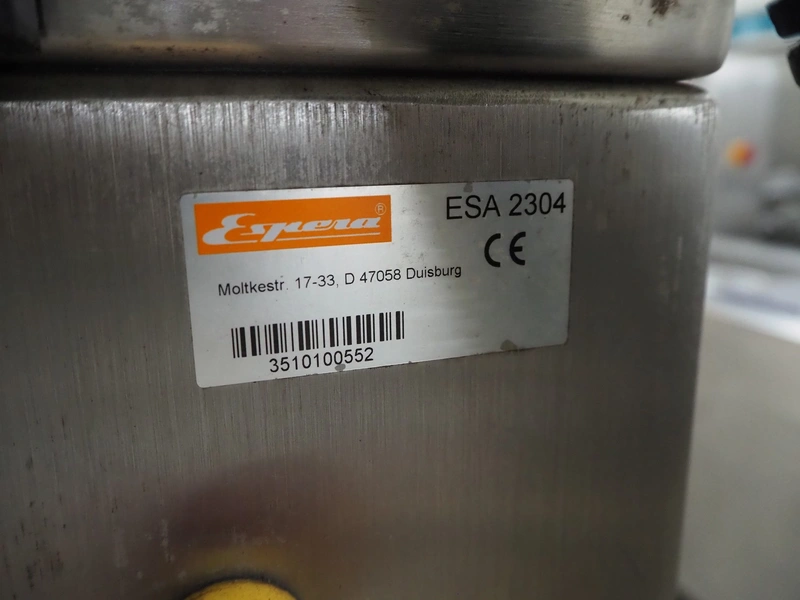 Espera®
ESA 2304
CE
Moltkestr. 17-33, D 47058 Duisburg
3510100552